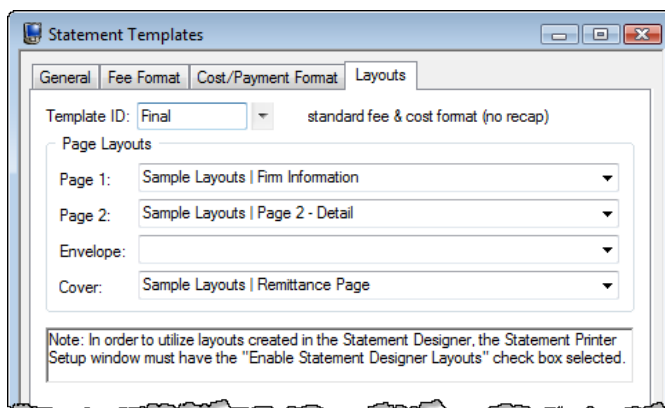 Statement Templates
General Fee Format Cost/Payment Format Layouts
Template ID: Final standard fee & cost format (no recap)
Page Layouts
Page 1: Sample Layouts | Firm Information
Page 2: Sample Layouts | Page 2 - Detail
Envelope:
Cover: Sample Layouts | Remittance Page
Note: In order to utilize layouts created in the Statement Designer, the Statement Printer
Setup window must have the "Enable Statement Designer Layouts" check box selected.